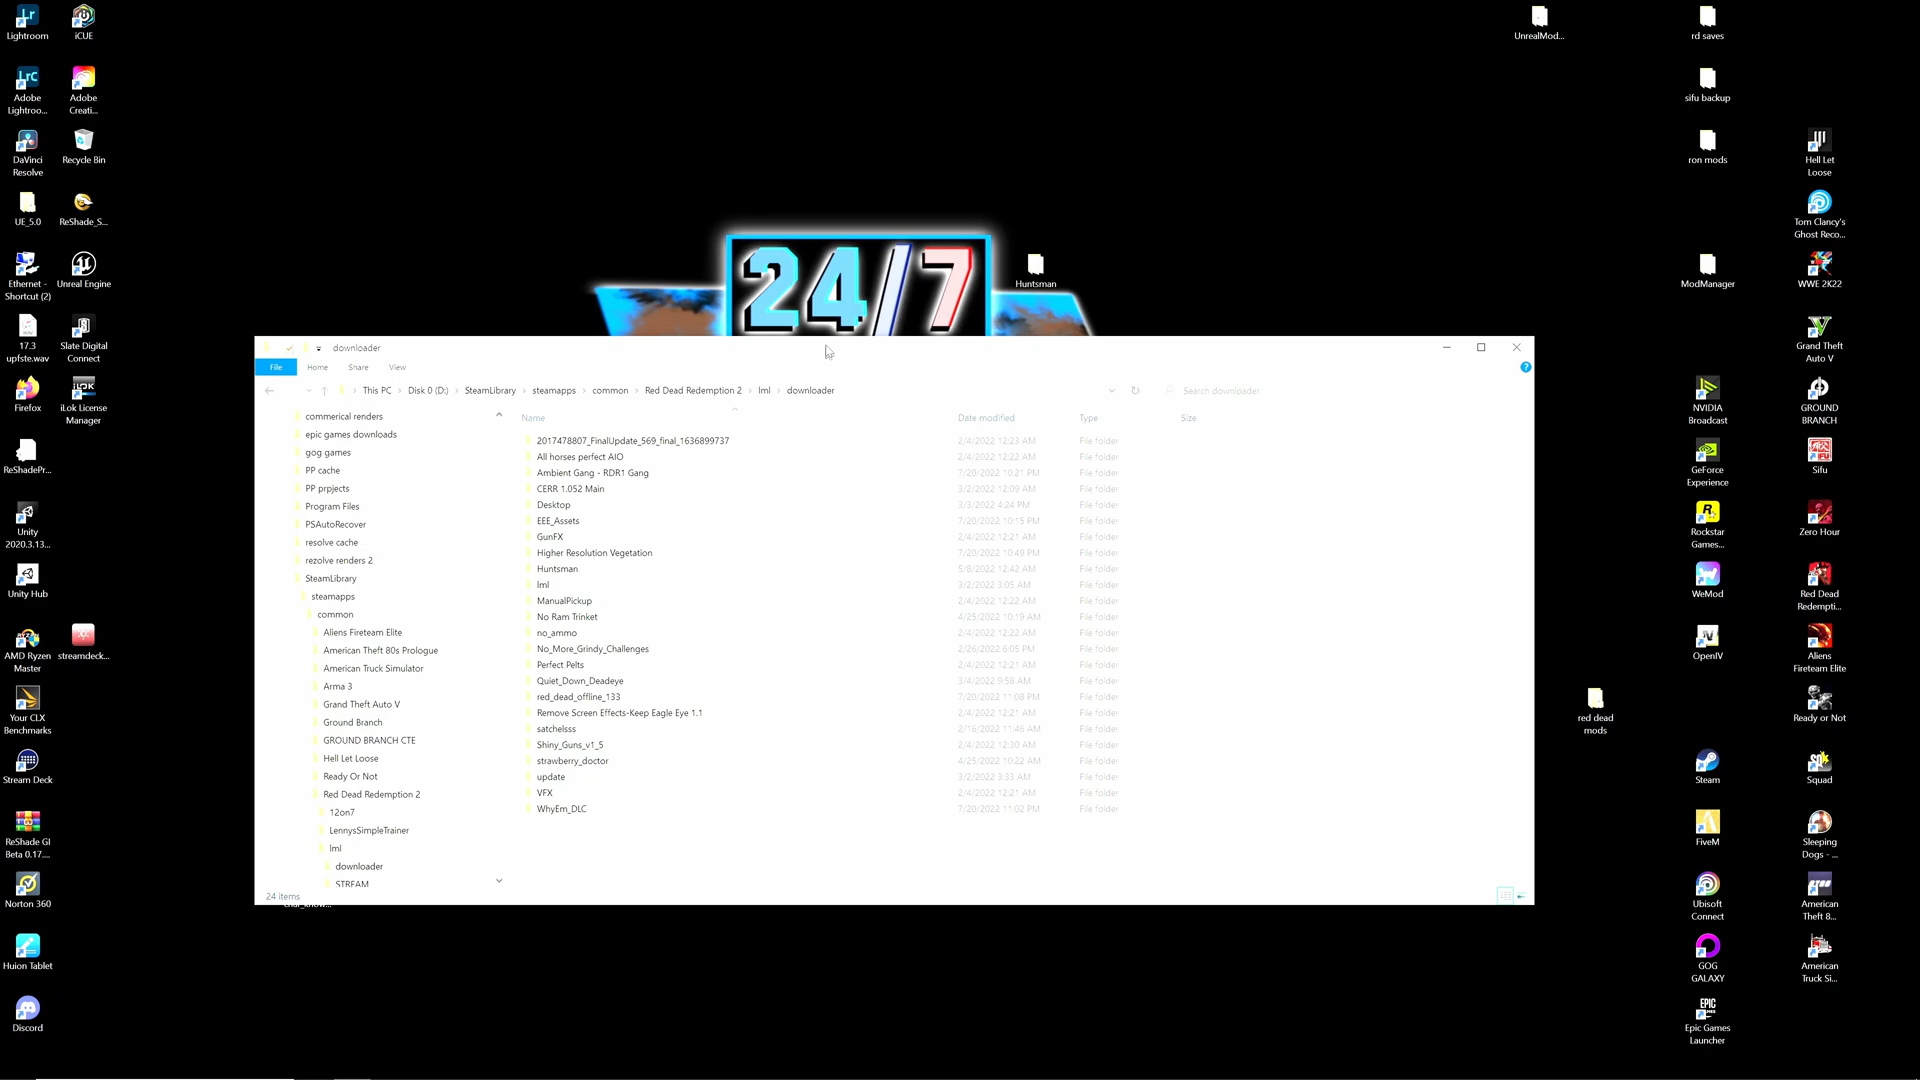 Lightroom
iCUE
UnrealMod...
rd saves
Adobe
Lightroo...
Adobe
Creati...
sifu backup
DaVinci
Resolve
Recycle Bin
ron mods
Hell Let
Loose
UE_5.0
ReShade_S...
Tom Clancy's
Ghost Reco...
Ethernet -
Shortcut (2)
Unreal Engine
24/7
Huntsman
ModManager
WWE 2K22
17.3
upfste.wav
Slate Digital
Connect
Grand Theft
Auto V
Firefox
iLok License
Manager
NVIDIA
Broadcast
GROUND
BRANCH
ReShadePr...
GeForce
Experience
Sifu
Unity
2020.3.13...
Rockstar
Games...
Zero Hour
Unity Hub
WeMod
Red Dead
Redempti...
AMD Ryzen
Master
streamdeck...
OpenIV
Aliens
Fireteam Elite
Your CLX
Benchmarks
red dead
mods
Ready or Not
Stream Deck
Steam
Squad
ReShade GI
Beta 0.17....
FiveM
Sleeping
Dogs - ...
Norton 360
Ubisoft
Connect
American
Theft 8...
Huion Tablet
GOG
GALAXY
American
Truck Si...
Discord
Epic Games
Launcher
downloader
File Home Share View
This PC > Disk 0 (D:) > SteamLibrary > steamapps > common > Red Dead Redemption 2 > lml > downloader
Search downloader
commerical renders
epic games downloads
gog games
PP cache
PP prpjects
Program Files
PSAutoRecover
resolve cache
rezolve renders 2
SteamLibrary
steamapps
common
Aliens Fireteam Elite
American Theft 80s Prologue
American Truck Simulator
Arma 3
Grand Theft Auto V
Ground Branch
GROUND BRANCH CTE
Hell Let Loose
Ready Or Not
Red Dead Redemption 2
12on7
LennysSimpleTrainer
lml
downloader
STREAM
Name Date modified Type Size
2017478807_FinalUpdate_569_final_1636899737 2/4/2022 12:23 AM File folder
All horses perfect AIO 2/4/2022 12:22 AM File folder
Ambient Gang - RDR1 Gang 7/20/2022 10:21 PM File folder
CERR 1.052 Main 3/2/2022 12:09 AM File folder
Desktop 3/3/2022 4:24 PM File folder
EEE_Assets 7/20/2022 10:15 PM File folder
GunFX 2/4/2022 12:21 AM File folder
Higher Resolution Vegetation 7/20/2022 10:49 PM File folder
Huntsman 5/8/2022 12:42 AM File folder
lml 3/2/2022 3:05 AM File folder
ManualPickup 2/4/2022 12:22 AM File folder
No Ram Trinket 4/25/2022 10:19 AM File folder
no_ammo 2/4/2022 12:22 AM File folder
No_More_Grindy_Challenges 2/26/2022 6:05 PM File folder
Perfect Pelts 2/4/2022 12:21 AM File folder
Quiet_Down_Deadeye 3/4/2022 9:58 AM File folder
red_dead_offline_133 7/20/2022 11:08 PM File folder
Remove Screen Effects-Keep Eagle Eye 1.1 2/4/2022 12:21 AM File folder
satchelsss 2/16/2022 11:46 AM File folder
Shiny_Guns_v1_5 2/4/2022 12:30 AM File folder
strawberry_doctor 4/25/2022 10:22 AM File folder
update 3/2/2022 3:33 AM File folder
VFX 2/4/2022 12:21 AM File folder
WhyEm_DLC 7/20/2022 11:02 PM File folder
24 items